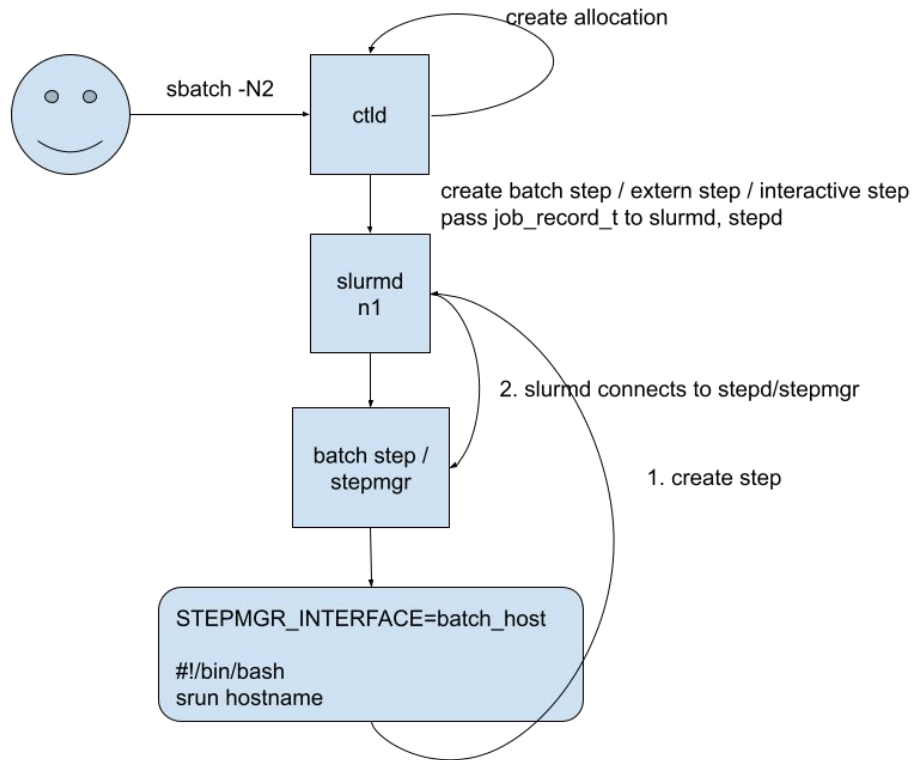 create allocation
sbatch -N2
ctld
create batch step / extern step / interactive step
pass job_record_t to slurmd, stepd
slurmd
n1
2. slurmd connects to stepd/stepmgr
batch step /
stepmgr
1. create step
STEPMGR_INTERFACE=batch_host
#!/bin/bash
srun hostname